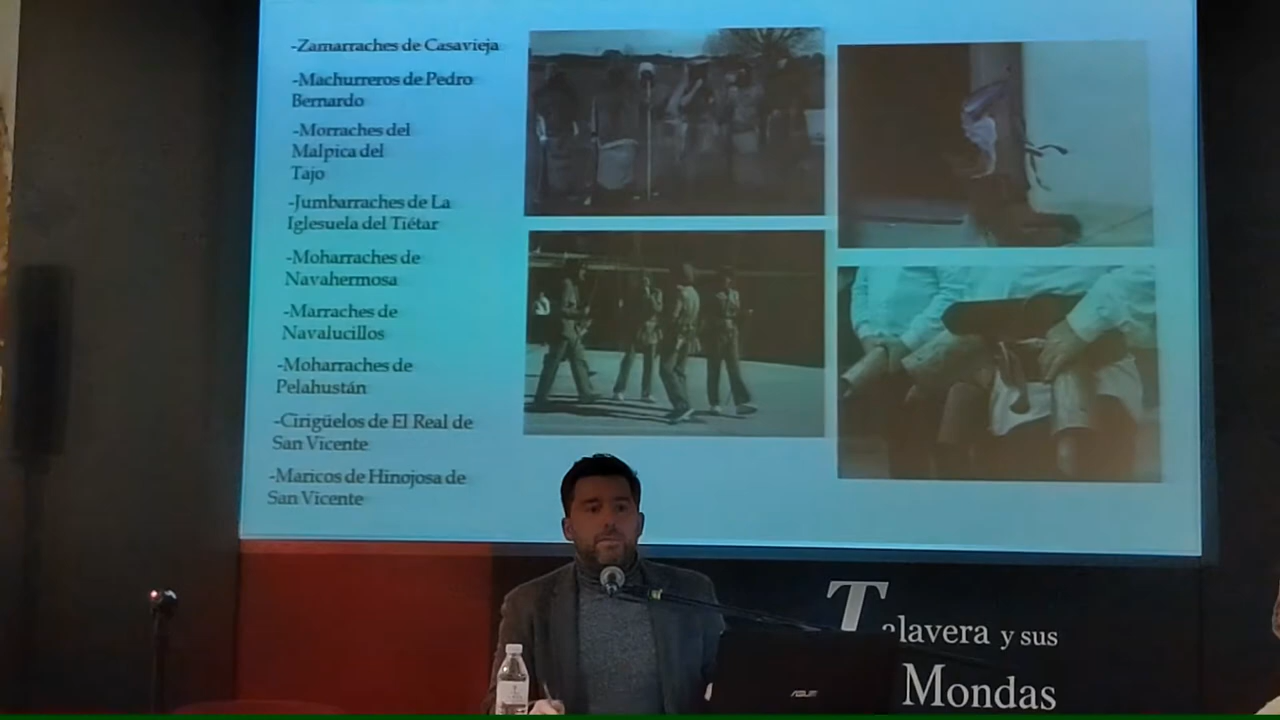 -Zamarraches de Casavieja
-Machurreros de Pedro
Bernardo
-Morraches del
Malpica del
Tajo
-Jumbarraches de La
Iglesuela del Tiétar
-Moharraches de
Navahermosa
-Marraches de
Navalucillos
-Moharraches de
Pelahustán
-Cirigüelos de El Real de
San Vicente
-Maricos de Hinojosa de
San Vicente
Talavera y sus
Mondas
ASUS